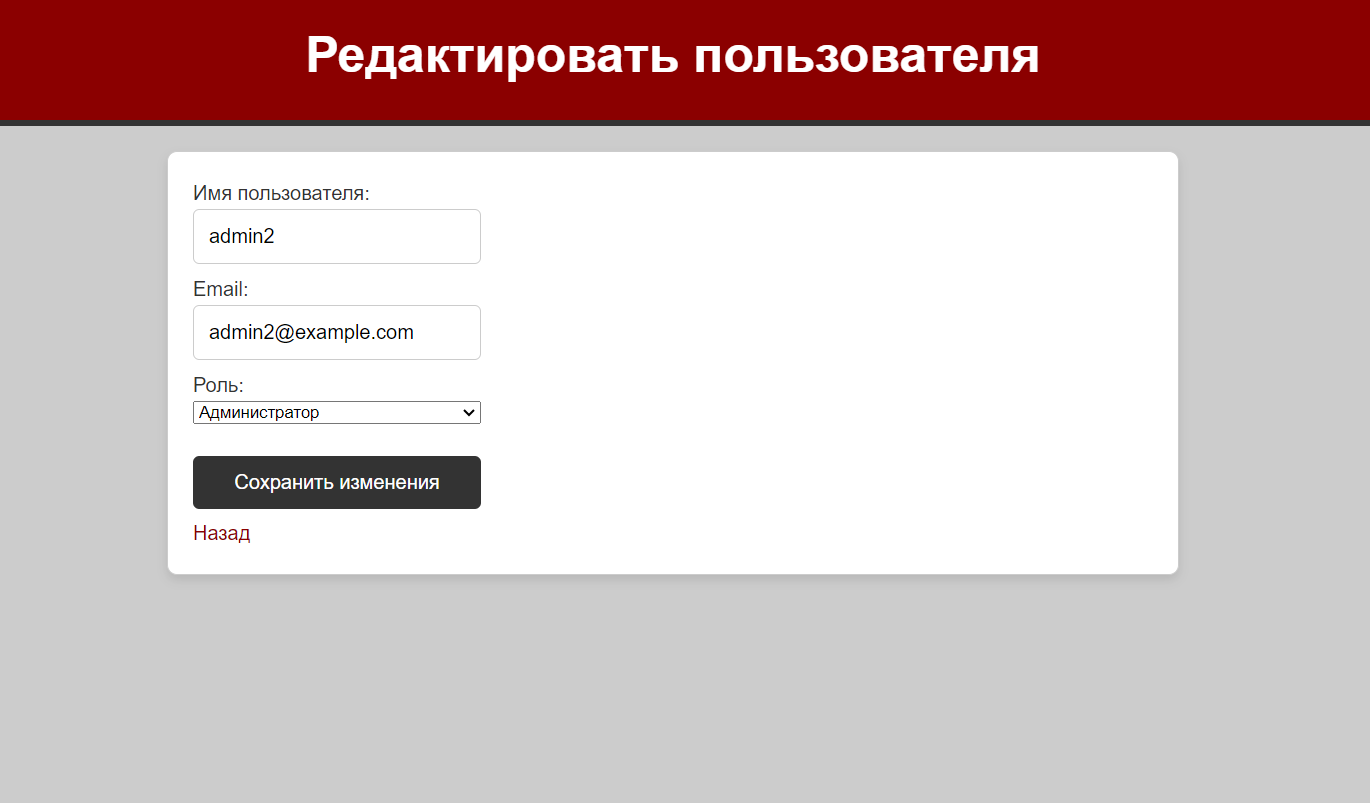 Редактировать пользователя
Имя пользователя:
admin2
Email:
admin2@example.com
Роль:
Администратор
Сохранить изменения
Назад